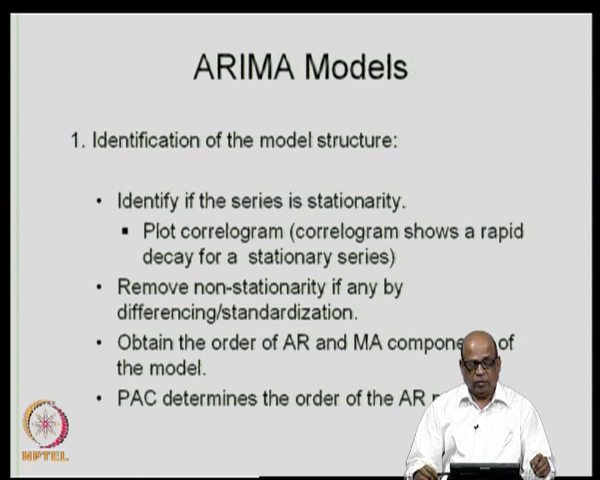 ARIMA Models
1. Identification of the model structure:
• Identify if the series is stationarity.
▪ Plot correlogram (correlogram shows a rapid
decay for a stationary series)
• Remove non-stationarity if any by
differencing/standardization.
• Obtain the order of AR and MA of
the model.
• PAC determines the order of the AR
NPTEL